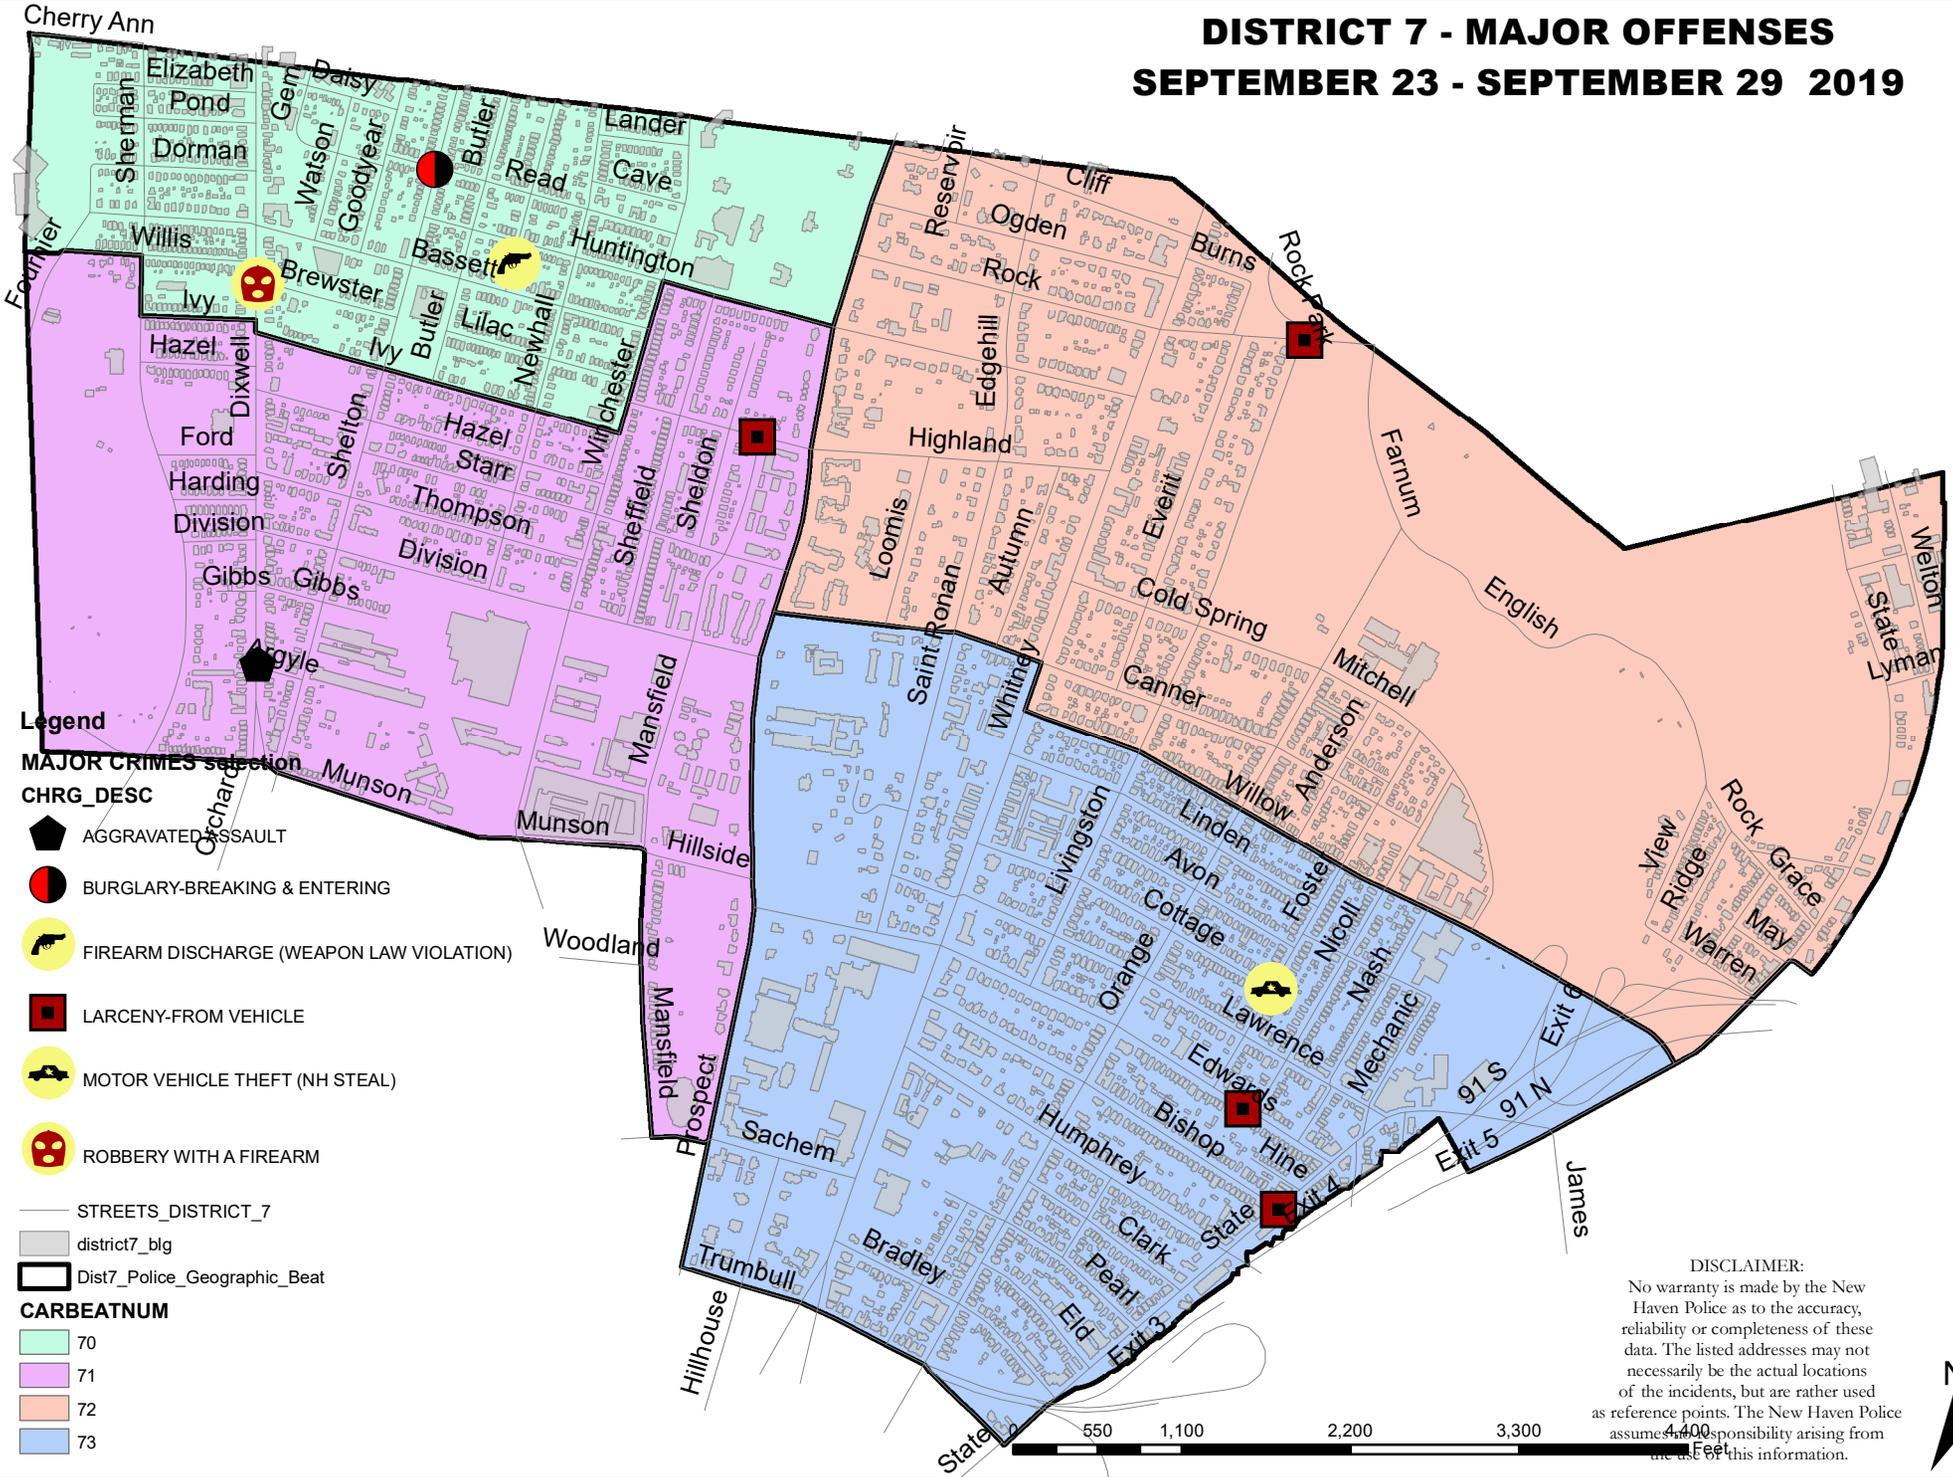 DISTRICT 7 - MAJOR OFFENSES
SEPTEMBER 23 - SEPTEMBER 29 2019
Cherry Ann
Elizabeth
Gem
Daisy
Pond
Sherman
Dorman
Watson
Goodyear
Butler
Read
Lander
Cave
Reservoir
Cliff
Ogden
Rock
Burns
Rock Park
Fournier
Willis
Brewster
Bassett
Huntington
Ivy
Ivy
Butler
Lilac
Newhall
Winchester
Hazel
Dixwell
Shelton
Hazel
Starr
Ford
Harding
Thompson
Division
Division
Sheffield
Sheldon
Edgehill
Highland
Farnum
Gibbs
Gibbs
Loomis
Autumn
Everit
English
Welton
State
Lyman
Argyle
Mansfield
Saint Ronan
Whitney
Cold Spring
Canner
Mitchell
Anderson
Willow
Munson
Munson
Orchard
Hillside
Livingston
Linden
Avon
Cottage
Foster
Nicoll
Nash
Rock
View
Ridge
Grace
May
Warren
Woodland
Mansfield
Prospect
Orange
Lawrence
Mechanic
Edwards
Exit 6
91 S
91 N
Exit 5
James
Sachem
Humphrey
Bishop
Hine
Exit 4
State
Clark
Pearl
Eld
Exit 3
Bradley
Trumbull
Hillhouse
State
Legend
MAJOR CRIMES selection
CHRG_DESC
AGGRAVATED ASSAULT
BURGLARY-BREAKING & ENTERING
FIREARM DISCHARGE (WEAPON LAW VIOLATION)
LARCENY-FROM VEHICLE
MOTOR VEHICLE THEFT (NH STEAL)
ROBBERY WITH A FIREARM
STREETS_DISTRICT_7
district7_blg
Dist7_Police_Geographic_Beat
CARBEATNUM
70
71
72
73
DISCLAIMER:
No warranty is made by the New
Haven Police as to the accuracy,
reliability or completeness of these
data. The listed addresses may not
necessarily be the actual locations
of the incidents, but are rather used
as reference points. The New Haven Police
assumes no responsibility arising from
the use of this information.
0 550 1,100 2,200 3,300 4,400
Feet
N